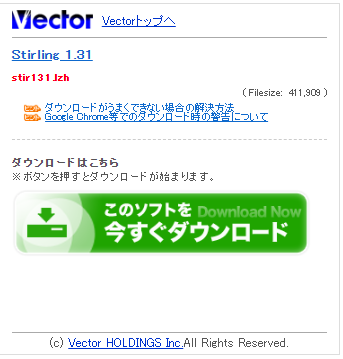 Vector Vectorトップへ
Stirling 1.31
stir131.lzh
( Filesize: 411,909 )
ダウンロードがうまくできない場合の解決方法
Google Chrome等でのダウンロード時の警告について
ダウンロードはこちら
※ボタンを押すとダウンロードが始まります。
このソフトを Download Now
今すぐダウンロード
(c) Vector HOLDINGS Inc.All Rights Reserved.